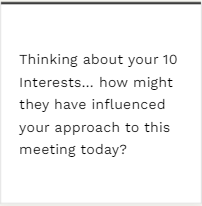 Thinking about your 10
Interests... how might
they have influenced
your approach to this
meeting today?